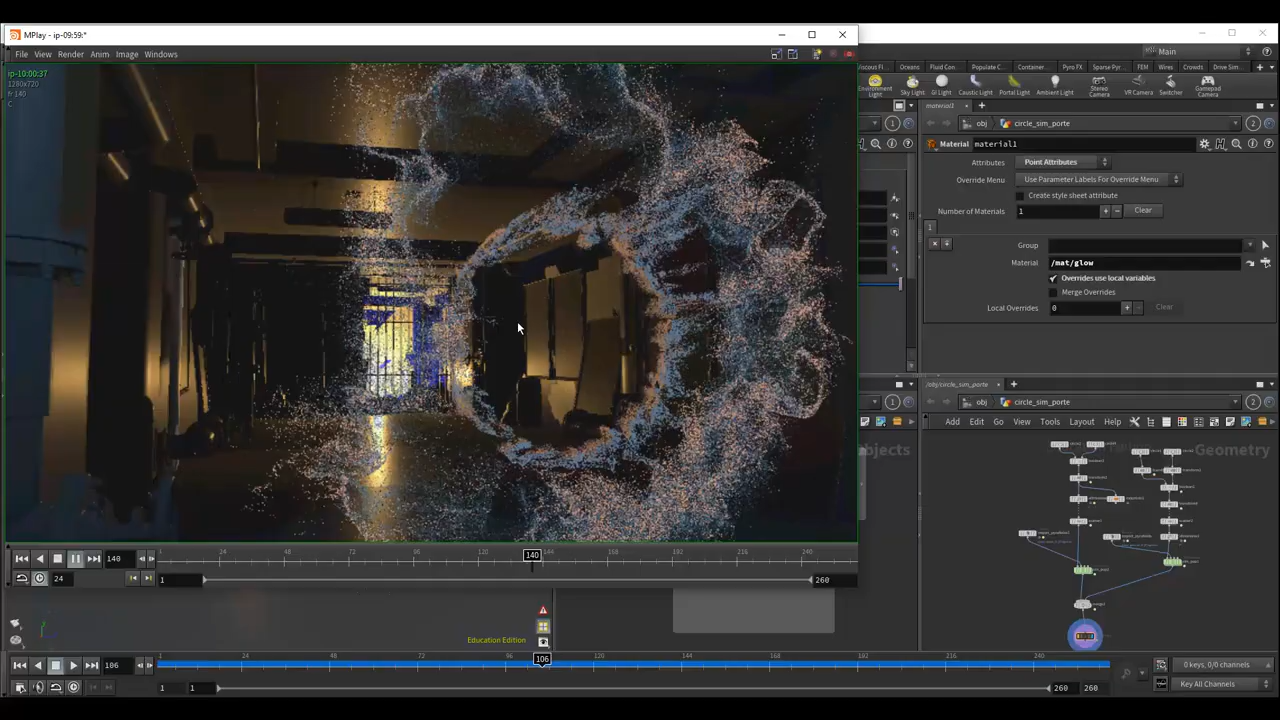 MPlay - ip-09:59:*
File View Render Anim Image Windows
ip-10:00:37
1280x720
fr 140
C
140
1 24 48 72 96 120 144 168 192 216 240
140
24
1
260
Education Edition
106
24 48 72 120 144 168 192 216 240
106
1 1
260 260
Main
Oceans Fluid Con... Populate C... Container... Pyro FX Sparse Pyr... FEM Wires Crowds Drive Sim...
Environment Light Sky Light GI Light Caustic Light Portal Light Ambient Light Stereo Camera VR Camera Switcher Gamepad Camera
material1
obj circle_sim_porte
Material material1
Attributes Point Attributes
Override Menu Use Parameter Labels For Override Menu
Create style sheet attribute
Number of Materials 1 Clear
1
Group
Material /mat/glow
Overrides use local variables
Merge Overrides
Local Overrides 0 Clear
/obj/circle_sim_porte
obj circle_sim_porte
Add Edit Go View Tools Layout Help
Geometry
0 keys, 0/0 channels
Key All Channels